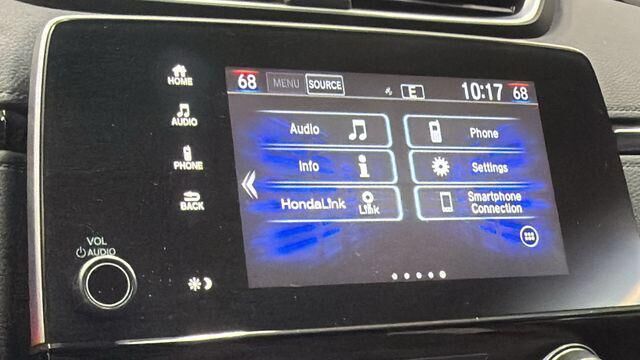 68 MENU SOURCE E 10:17 68
HOME
AUDIO
PHONE
BACK
VOL
AUDIO
Audio
Phone
Info
Settings
HondaLink
Link
Smartphone
Connection